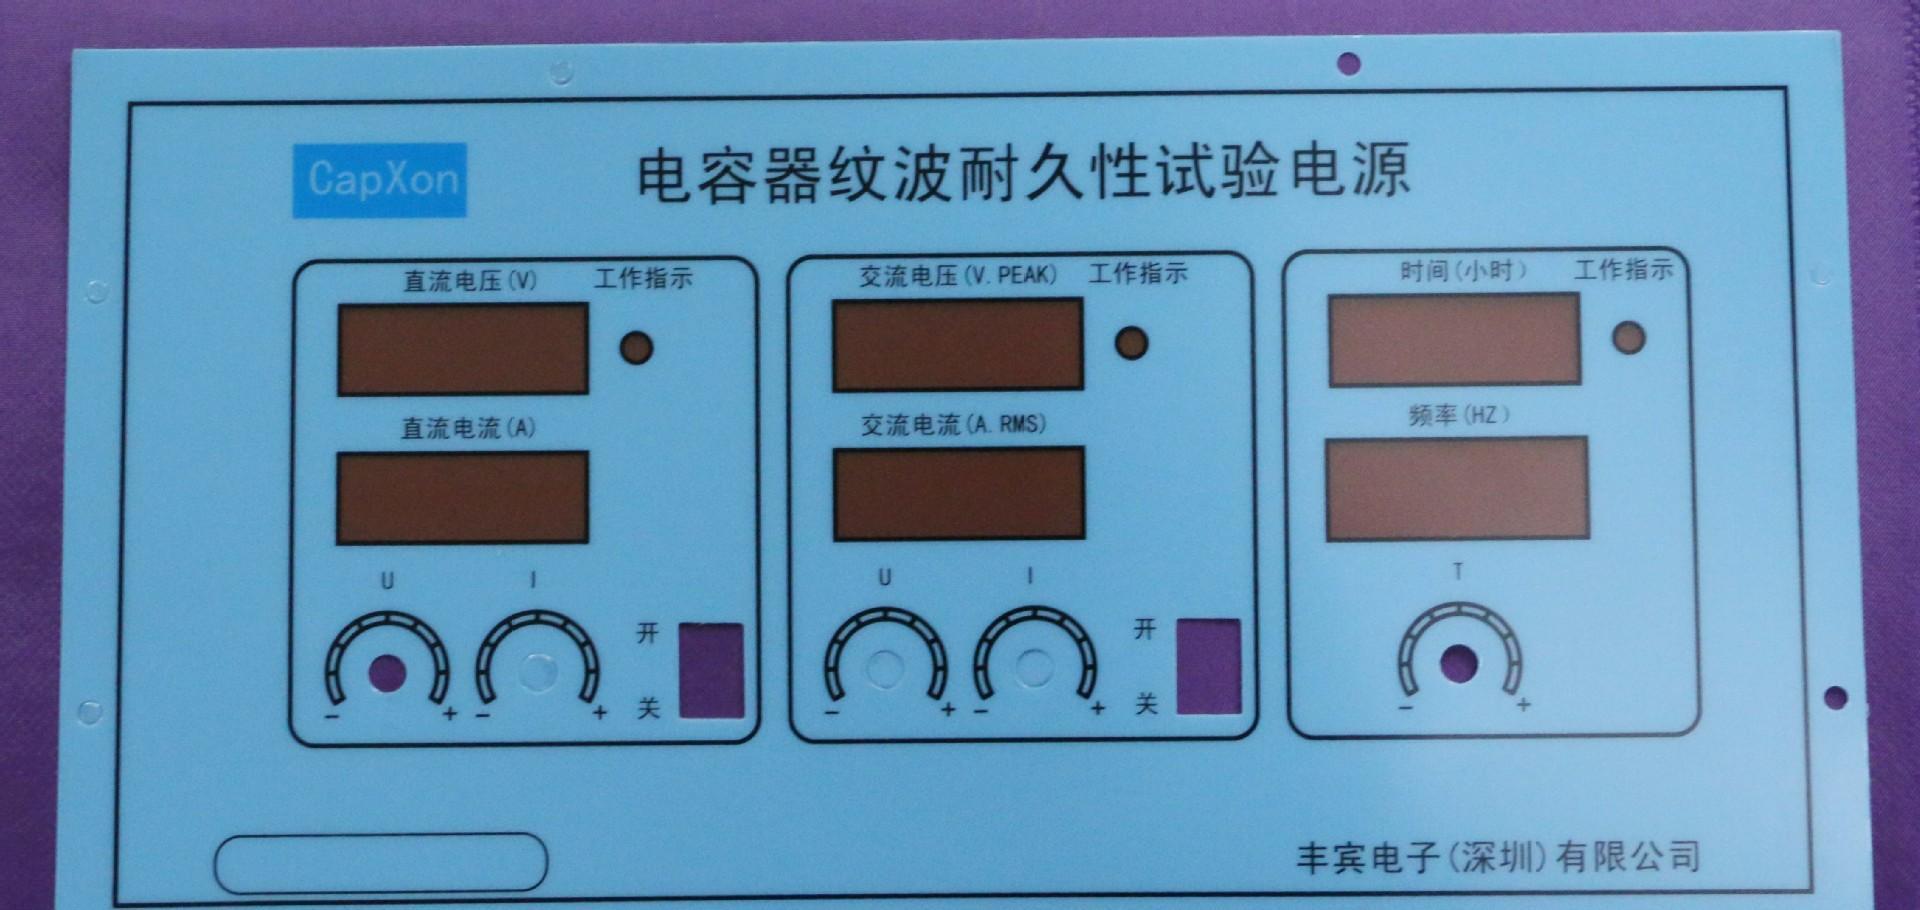 CapXon
电容器纹波耐久性试验电源
直流电压(V) 工作指示
直流电流(A)
U I
- + - +
开
关
交流电压(V.PEAK) 工作指示
交流电流(A.RMS)
U I
- + - +
开
关
时间(小时) 工作指示
频率(HZ)
T
- +
丰宾电子(深圳)有限公司